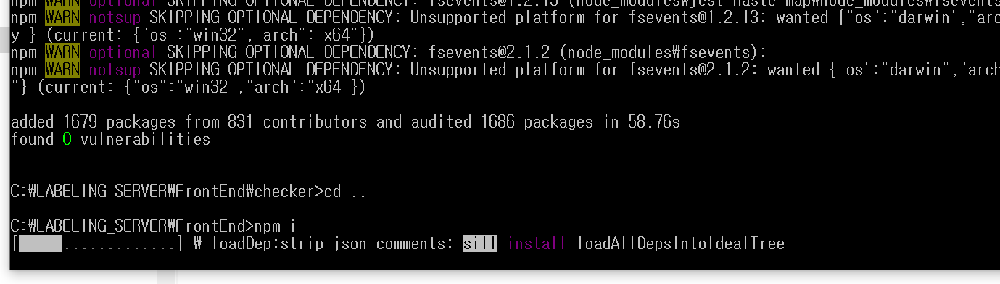 npm WARN optional SKIPPING OPTIONAL DEPENDENCY: fsevents@1.2.13 (node_modules₩jest-haste-map₩node_modules₩fsevents
npm WARN notsup SKIPPING OPTIONAL DEPENDENCY: Unsupported platform for fsevents@1.2.13: wanted {"os":"darwin","arc
y"} (current: {"os":"win32","arch":"x64"})
npm WARN optional SKIPPING OPTIONAL DEPENDENCY: fsevents@2.1.2 (node_modules₩fsevents):
npm WARN notsup SKIPPING OPTIONAL DEPENDENCY: Unsupported platform for fsevents@2.1.2: wanted {"os":"darwin","arch
"} (current: {"os":"win32","arch":"x64"})
added 1679 packages from 831 contributors and audited 1686 packages in 58.76s
found 0 vulnerabilities
C:₩LABELING_SERVER₩FrontEnd₩checker>cd ..
C:₩LABELING_SERVER₩FrontEnd>npm i
[.............] ₩ loadDep:strip-json-comments: sill install loadAllDepsIntoIdealTree